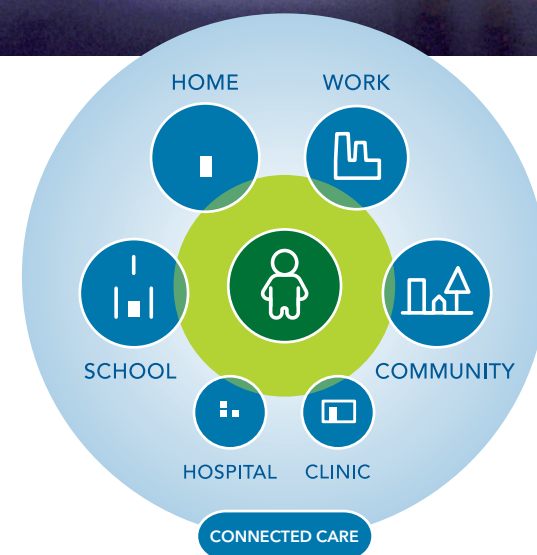 HOME WORK
SCHOOL COMMUNITY
HOSPITAL CLINIC
CONNECTED CARE